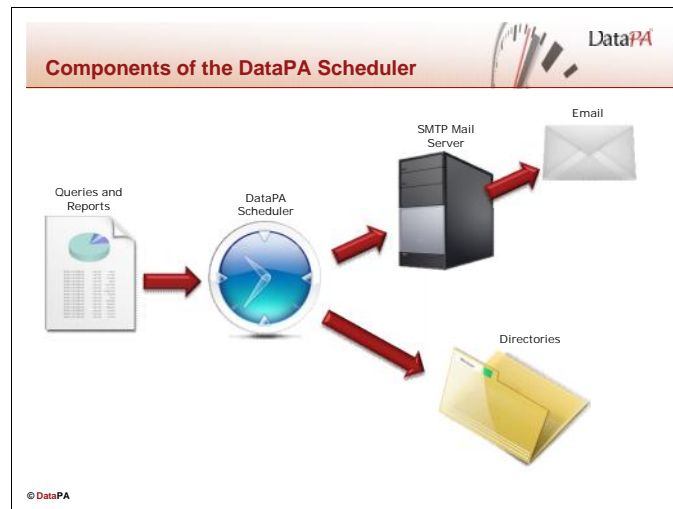 Components of the DataPA Scheduler
DataPA
Email
SMTP Mail
Server
Queries and
Reports
DataPA
Scheduler
Directories
© DataPA